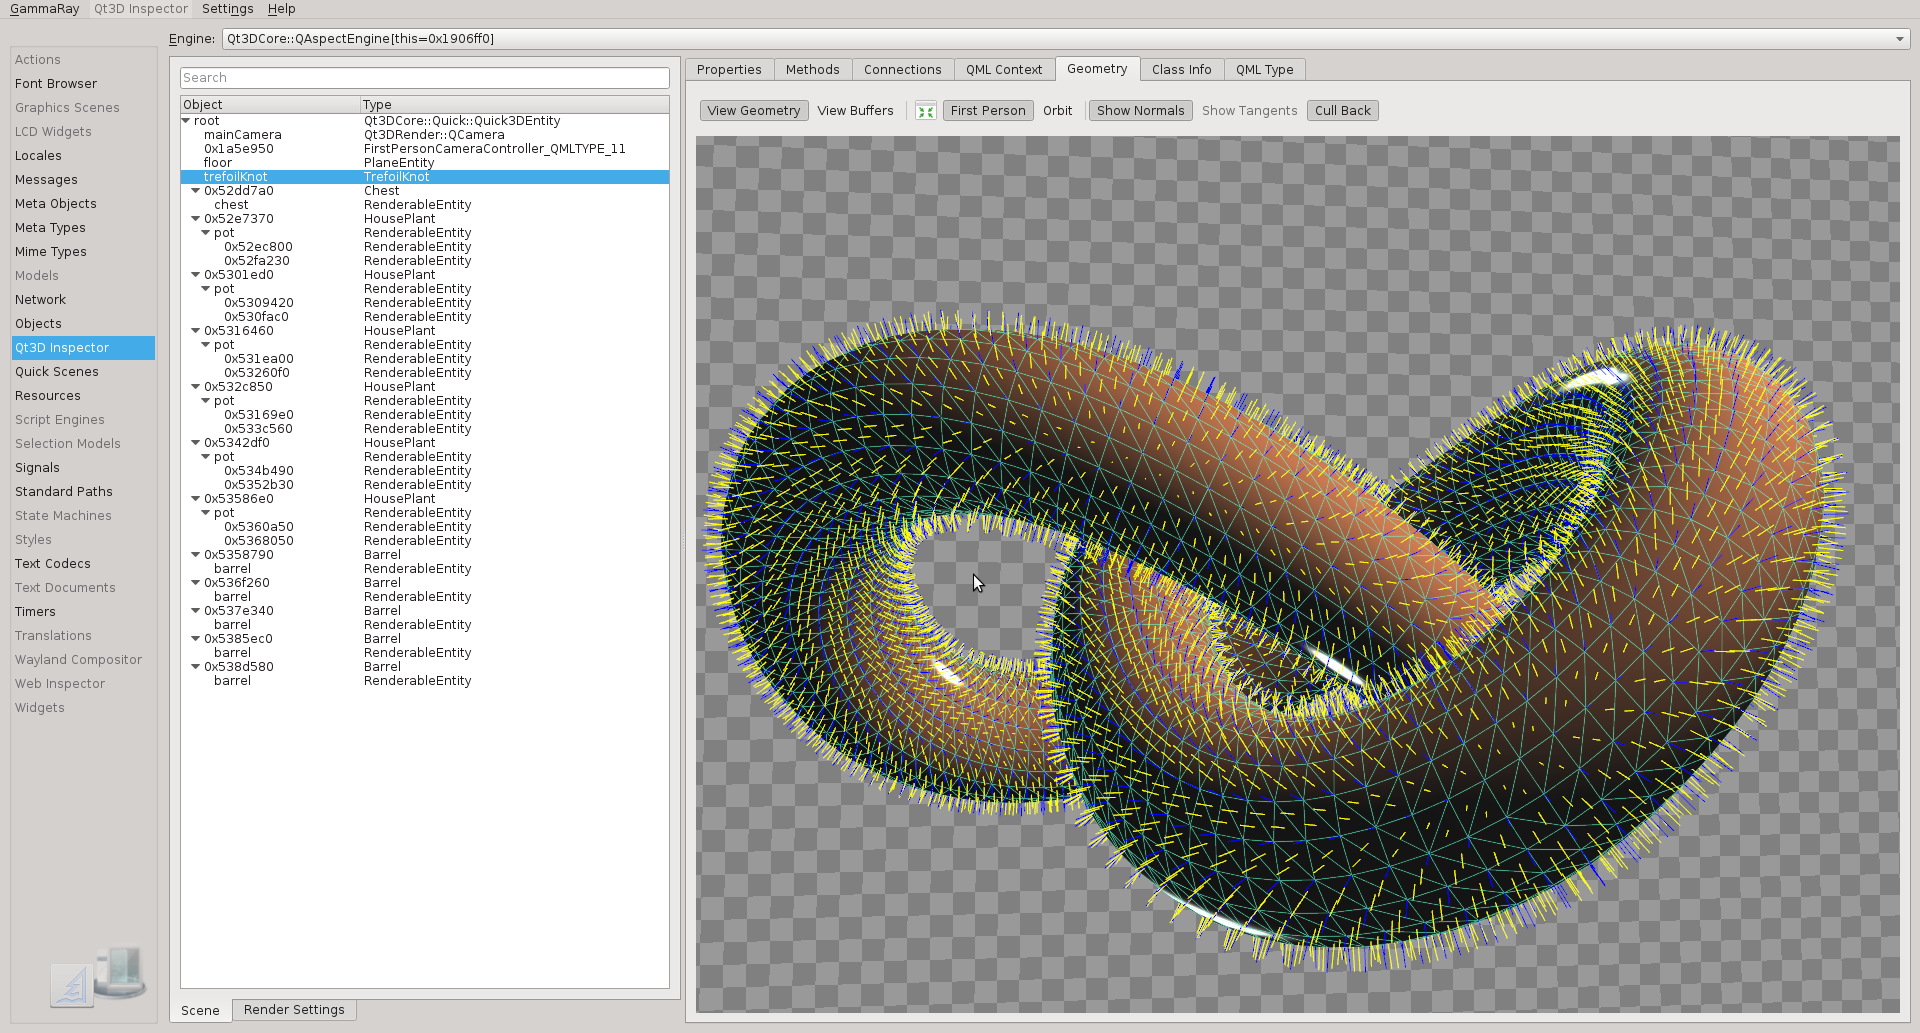 GammaRay Qt3D Inspector Settings Help
Engine: Qt3DCore::QAspectEngine[this=0x1906ff0]
Actions
Font Browser
Graphics Scenes
LCD Widgets
Locales
Messages
Meta Objects
Meta Types
Mime Types
Models
Network
Objects
Qt3D Inspector
Quick Scenes
Resources
Script Engines
Selection Models
Signals
Standard Paths
State Machines
Styles
Text Codecs
Text Documents
Timers
Translations
Wayland Compositor
Web Inspector
Widgets
Search
Object Type
root Qt3DCore::Quick::Quick3DEntity
mainCamera Qt3DRender::QCamera
0x1a5e950 FirstPersonCameraController_QMLTYPE_11
floor PlaneEntity
trefoilKnot TrefoilKnot
0x52dd7a0 Chest
chest RenderableEntity
0x52e7370 HousePlant
pot RenderableEntity
0x52ec800 RenderableEntity
0x52fa230 RenderableEntity
0x5301ed0 HousePlant
pot RenderableEntity
0x5309420 RenderableEntity
0x530fac0 RenderableEntity
0x5316460 HousePlant
pot RenderableEntity
0x531ea00 RenderableEntity
0x53260f0 RenderableEntity
0x532c850 HousePlant
pot RenderableEntity
0x53169e0 RenderableEntity
0x533c560 RenderableEntity
0x5342df0 HousePlant
pot RenderableEntity
0x534b490 RenderableEntity
0x5352b30 RenderableEntity
0x53586e0 HousePlant
pot RenderableEntity
0x5360a50 RenderableEntity
0x5368050 RenderableEntity
0x5358790 Barrel
barrel RenderableEntity
0x536f260 Barrel
barrel RenderableEntity
0x537e340 Barrel
barrel RenderableEntity
0x5385ec0 Barrel
barrel RenderableEntity
0x538d580 Barrel
barrel RenderableEntity
Scene Render Settings
Properties Methods Connections QML Context Geometry Class Info QML Type
View Geometry View Buffers First Person Orbit Show Normals Show Tangents Cull Back